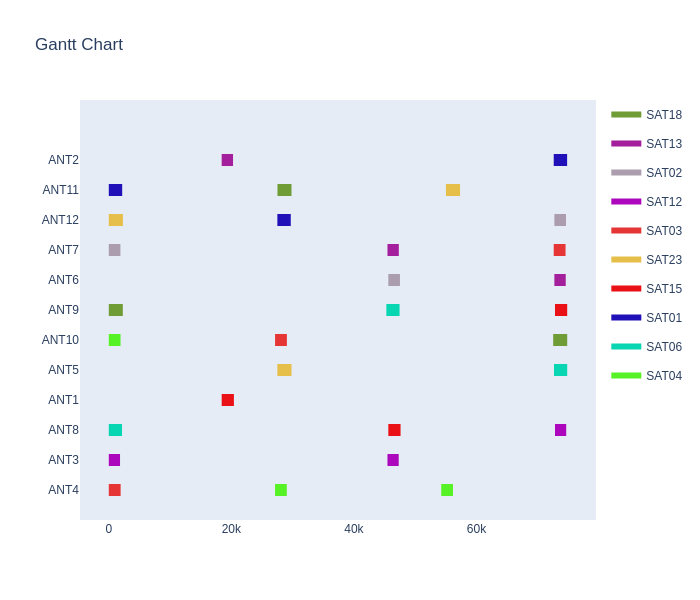 Gantt Chart
ANT2
ANT11
ANT12
ANT7
ANT6
ANT9
ANT10
ANT5
ANT1
ANT8
ANT3
ANT4
0
20k
40k
60k
SAT18
SAT13
SAT02
SAT12
SAT03
SAT23
SAT15
SAT01
SAT06
SAT04